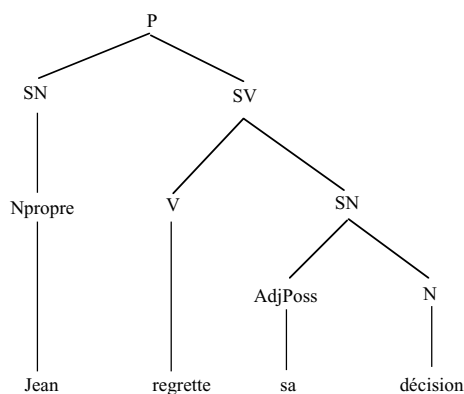 P
SN SV
Npropre V SN
AdjPoss N
Jean regrette sa décision